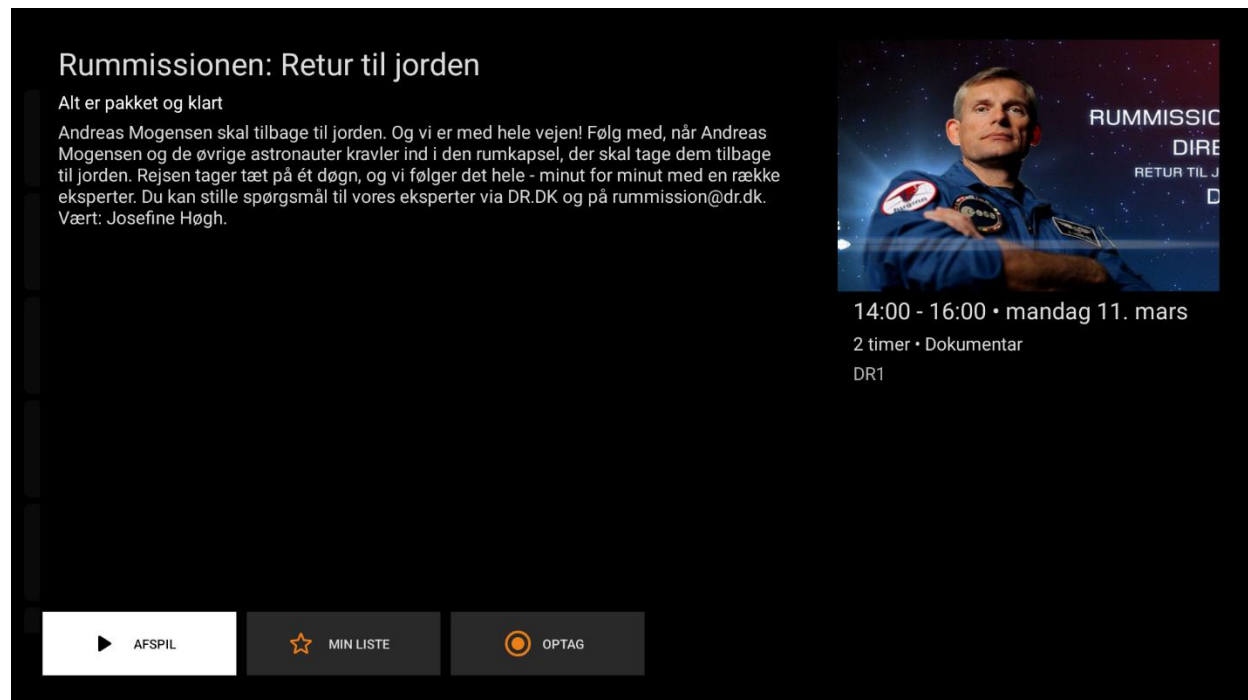 Rummissionen: Retur til jorden
Alt er pakket og klart
Andreas Mogensen skal tilbage til jorden. Og vi er med hele vejen! Følg med, når Andreas
Mogensen og de øvrige astronauter kravler ind i den rumkapsel, der skal tage dem tilbage
til jorden. Rejsen tager tæt på ét døgn, og vi følger det hele - minut for minut med en række
eksperter. Du kan stille spørgsmål til vores eksperter via DR.DK og på rummission@dr.dk.
Vært: Josefine Høgh.
RUMMISSIO
DIRE
RETUR TIL J
D
huginn
esa
14:00 - 16:00 • mandag 11. mars
2 timer • Dokumentar
DR1
AFSPIL
MIN LISTE
OPTAG